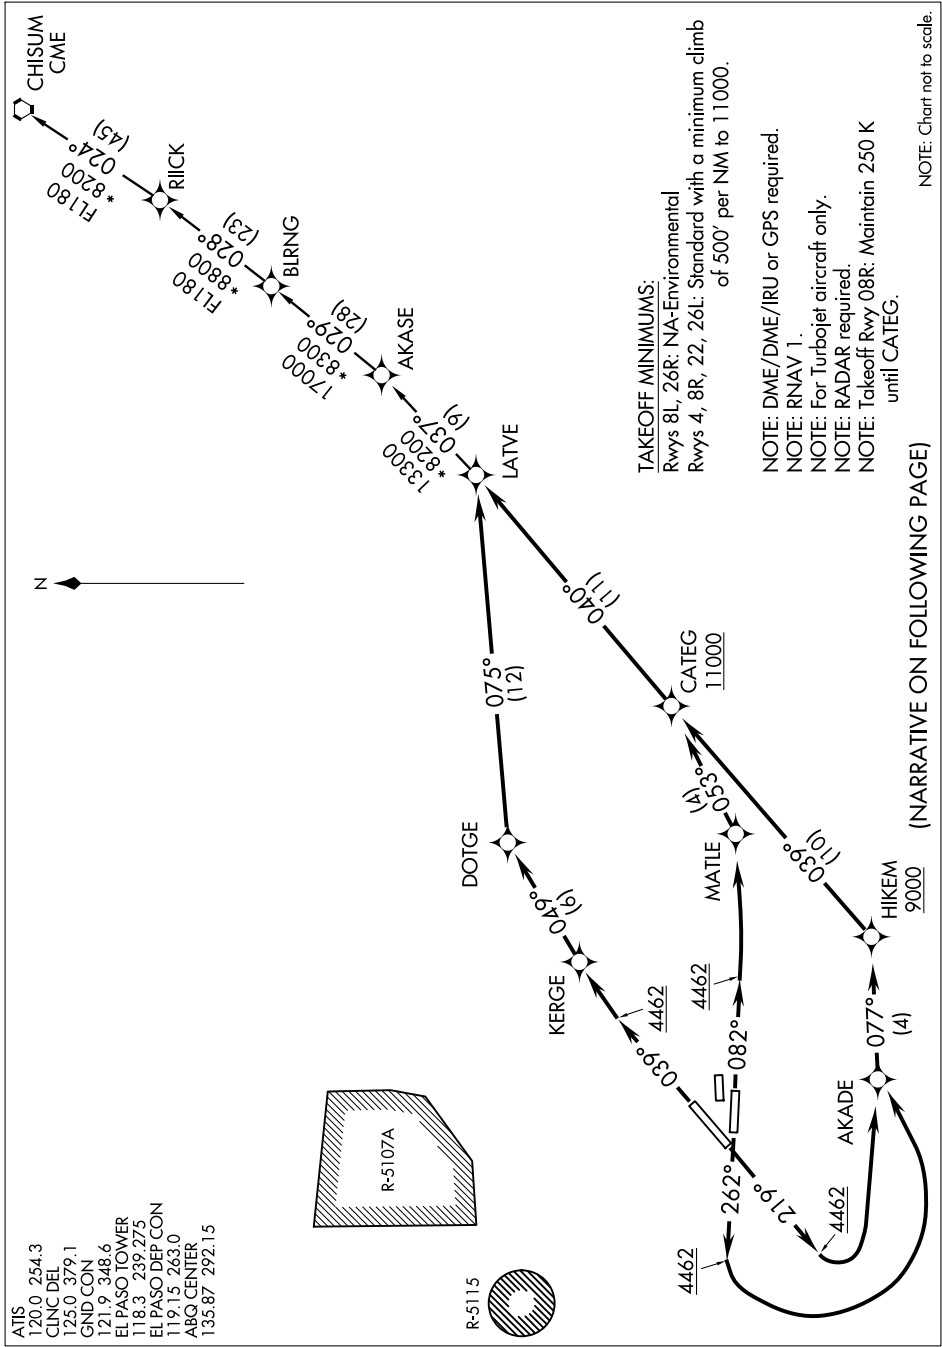 ATIS
120.0 254.3
CLNC DEL
125.0 379.1
GND CON
121.9 348.6
EL PASO TOWER
118.3 239.275
EL PASO DEP CON
119.15 263.0
ABQ CENTER
135.87 292.15
R-5115
R-5107A
N
CHISUM
CME
FL180
*8200
024°
(45)
RIICK
FL180
*8800
028°
(23)
BLRNG
17000
*8300
029°
(28)
AKASE
13300
*8200
037°
(9)
LATVE
075°
(12)
DOTGE
049°
(6)
KERGE
4462
039°
040°
(11)
CATEG
11000
(4)
053°
MATLE
4462
082°
262°
4462
219°
4462
AKADE
077°
(4)
HIKEM
9000
039°
(10)
TAKEOFF MINIMUMS:
Rwys 8L, 26R: NA-Environmental
Rwys 4, 8R, 22, 26L: Standard with a minimum climb
of 500' per NM to 11000.
NOTE: DME/DME/IRU or GPS required.
NOTE: RNAV 1.
NOTE: For Turbojet aircraft only.
NOTE: RADAR required.
NOTE: Takeoff Rwy 08R: Maintain 250 K
until CATEG.
(NARRATIVE ON FOLLOWING PAGE)
NOTE: Chart not to scale.